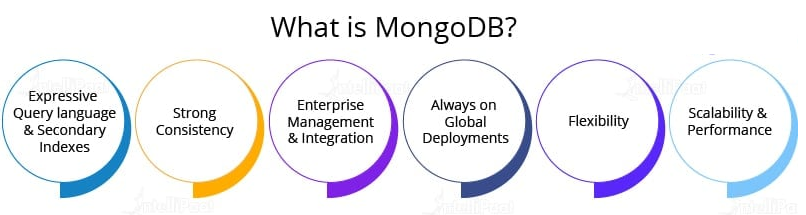 What is MongoDB?
Expressive
Query language
& Secondary
Indexes
Strong
Consistency
Enterprise
Management
& Integration
Always on
Global
Deployments
Flexibility
Scalability &
Performance